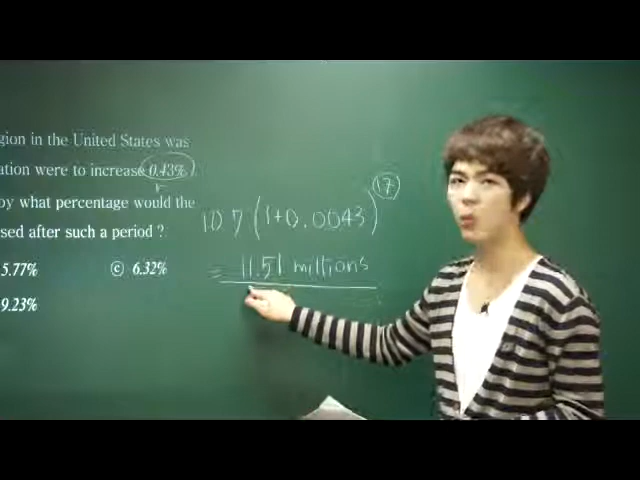 gion in the United States was
ation were to increase 0.43%
r
by what percentage would the
sed after such a period ?
5.77% ⓒ 6.32%
9.23%
10.7(1+0.0043)^17
= 11.51 millions